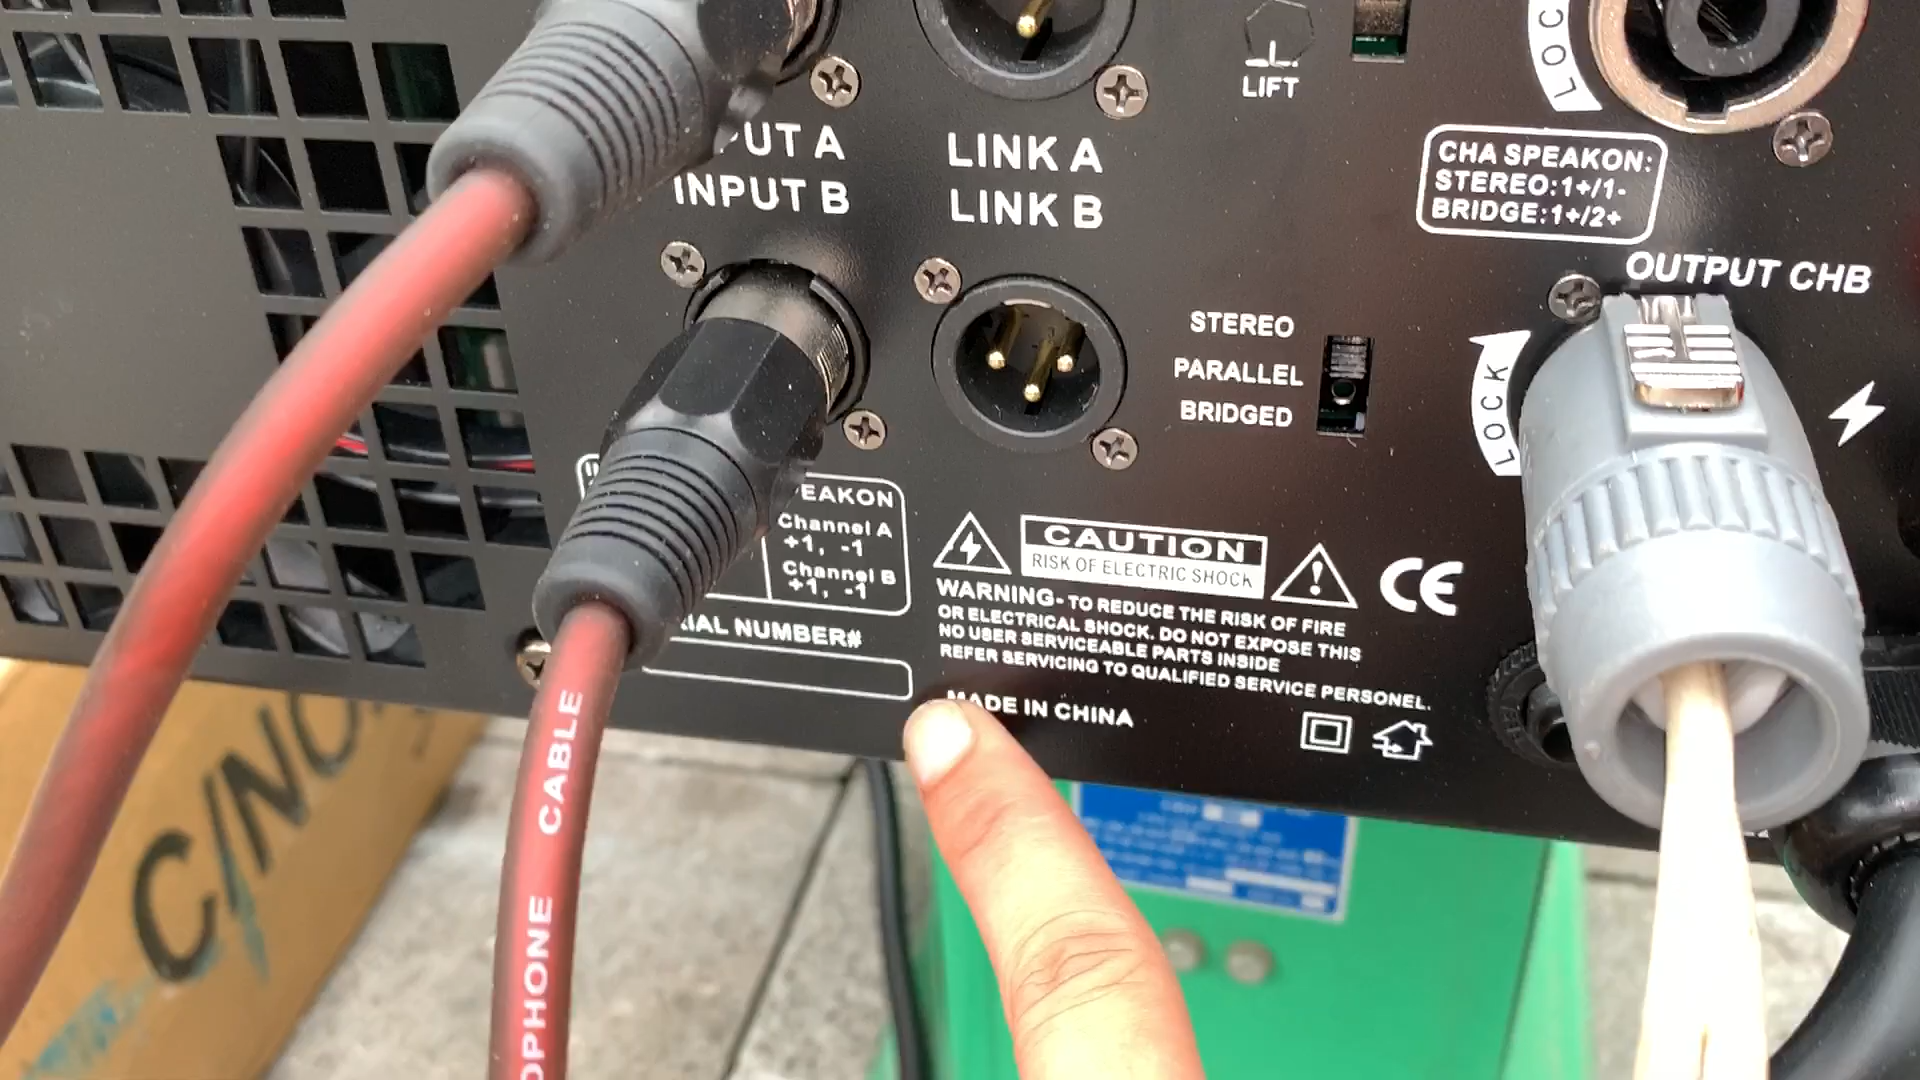 LIFT
LOC
PUT A
INPUT B
LINK A
LINK B
CHA SPEAKON:
STEREO:1+/1-
BRIDGE:1+/2+
OUTPUT CHB
LOCK
STEREO
PARALLEL
BRIDGED
EAKON
Channel A
+1, -1
Channel B
+1, -1
RIAL NUMBER#
CAUTION
RISK OF ELECTRIC SHOCK
CE
WARNING- TO REDUCE THE RISK OF FIRE
OR ELECTRICAL SHOCK. DO NOT EXPOSE THIS
NO USER SERVICEABLE PARTS INSIDE
REFER SERVICING TO QUALIFIED SERVICE PERSONEL.
MADE IN CHINA
OPHONE CABLE
C/NO